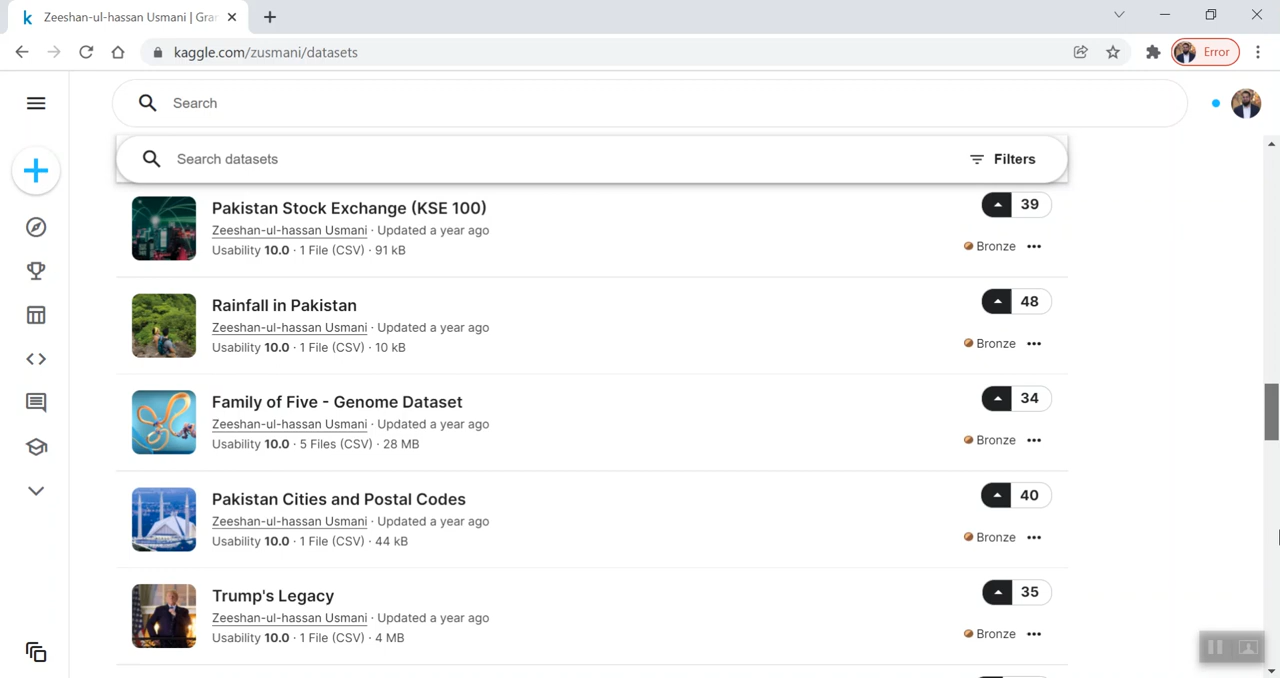 Zeeshan-ul-hassan Usmani | Gran
kaggle.com/zusmani/datasets
Error
Search
Search datasets
Filters
Pakistan Stock Exchange (KSE 100)
39
Zeeshan-ul-hassan Usmani · Updated a year ago
Usability 10.0 · 1 File (CSV) · 91 kB
Bronze
Rainfall in Pakistan
48
Zeeshan-ul-hassan Usmani · Updated a year ago
Usability 10.0 · 1 File (CSV) · 10 kB
Bronze
Family of Five - Genome Dataset
34
Zeeshan-ul-hassan Usmani · Updated a year ago
Usability 10.0 · 5 Files (CSV) · 28 MB
Bronze
Pakistan Cities and Postal Codes
40
Zeeshan-ul-hassan Usmani · Updated a year ago
Usability 10.0 · 1 File (CSV) · 44 kB
Bronze
Trump's Legacy
35
Zeeshan-ul-hassan Usmani · Updated a year ago
Usability 10.0 · 1 File (CSV) · 4 MB
Bronze